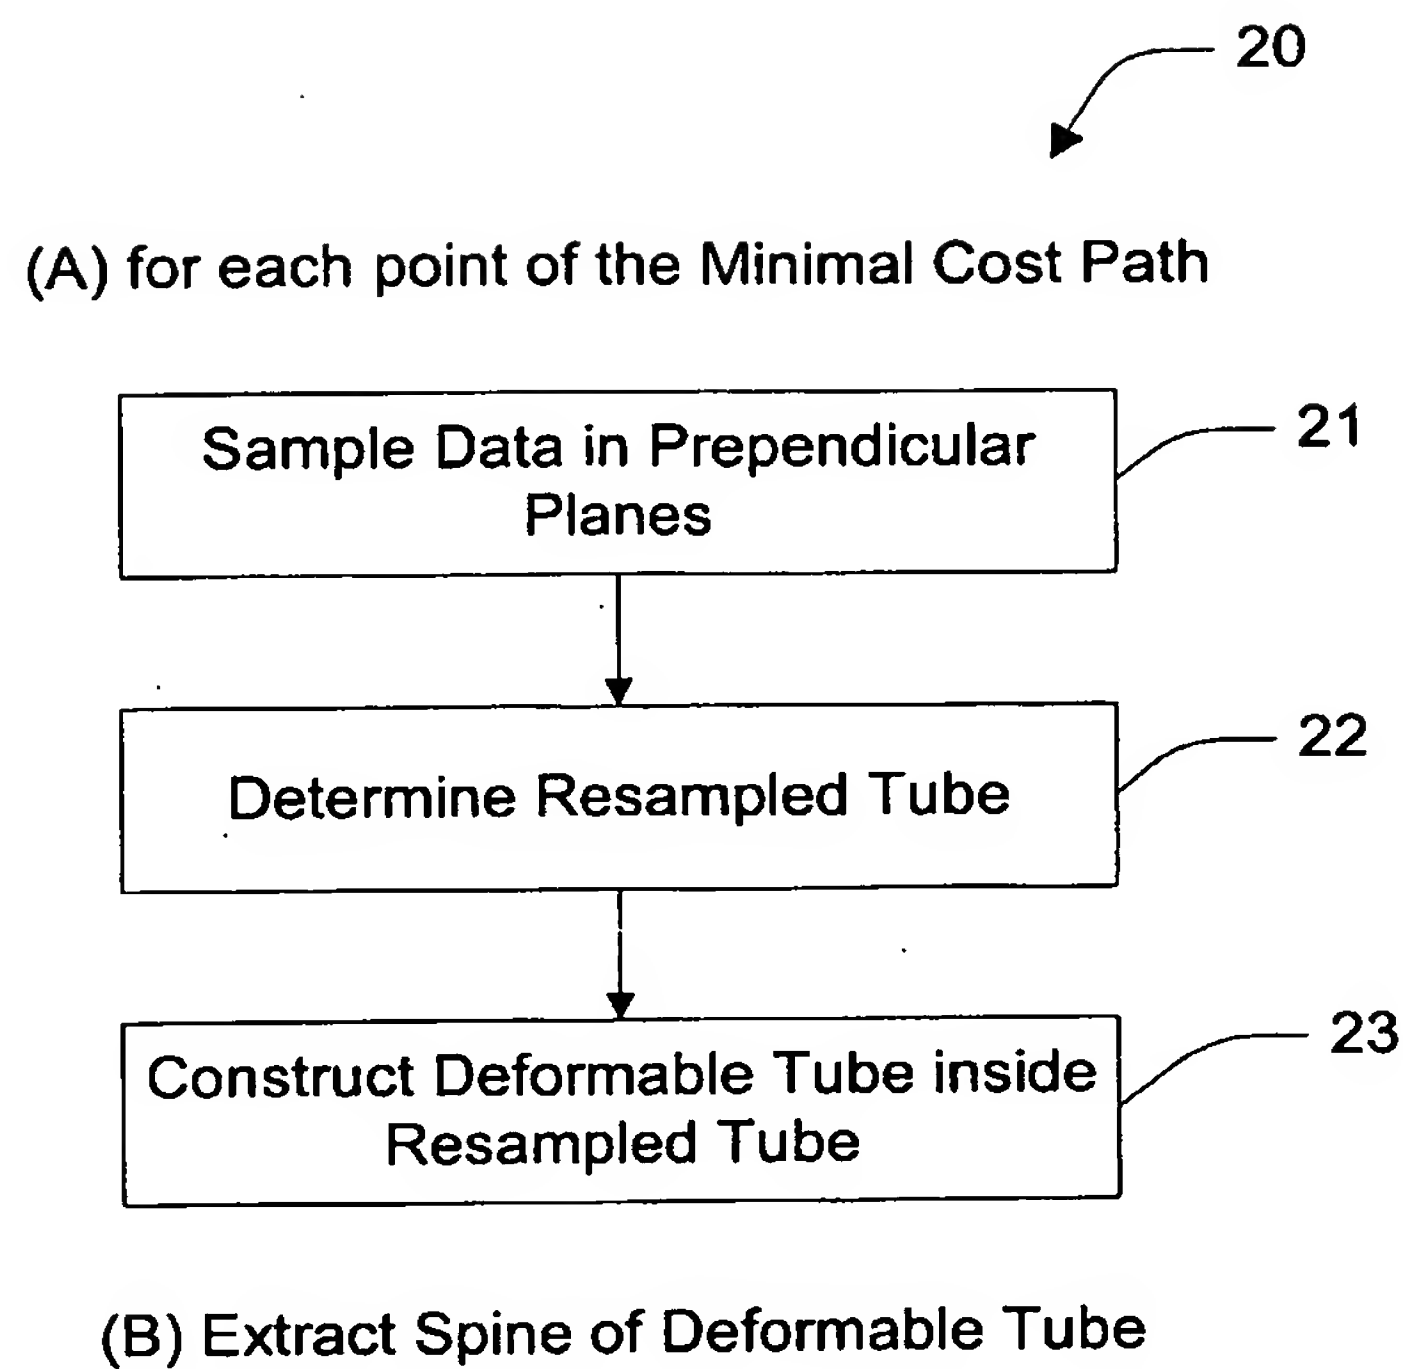 20
(A) for each point of the Minimal Cost Path
Sample Data in Prependicular
Planes
21
Determine Resampled Tube
22
Construct Deformable Tube inside
Resampled Tube
23
(B) Extract Spine of Deformable Tube